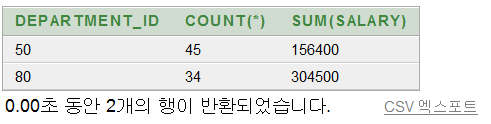 DEPARTMENT_ID COUNT(*) SUM(SALARY)
50 45 156400
80 34 304500
0.00초 동안 2개의 행이 반환되었습니다. CSV 엑스포트